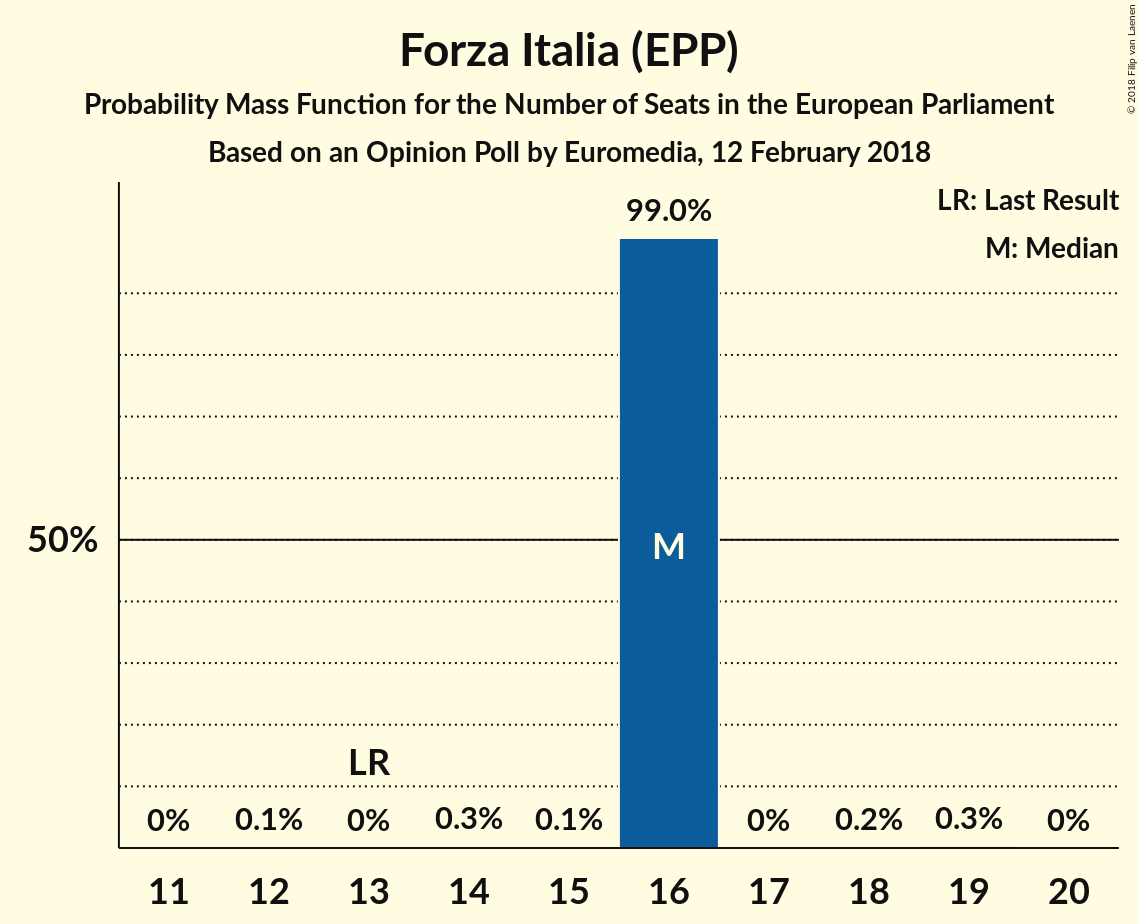 Forza Italia (EPP)
Probability Mass Function for the Number of Seats in the European Parliament
Based on an Opinion Poll by Euromedia, 12 February 2018
© 2018 Filip van Laenen
LR: Last Result
M: Median
99.0%
50%
M
LR
0% 0.1% 0% 0.3% 0.1% 0% 0.2% 0.3% 0%
11 12 13 14 15 16 17 18 19 20